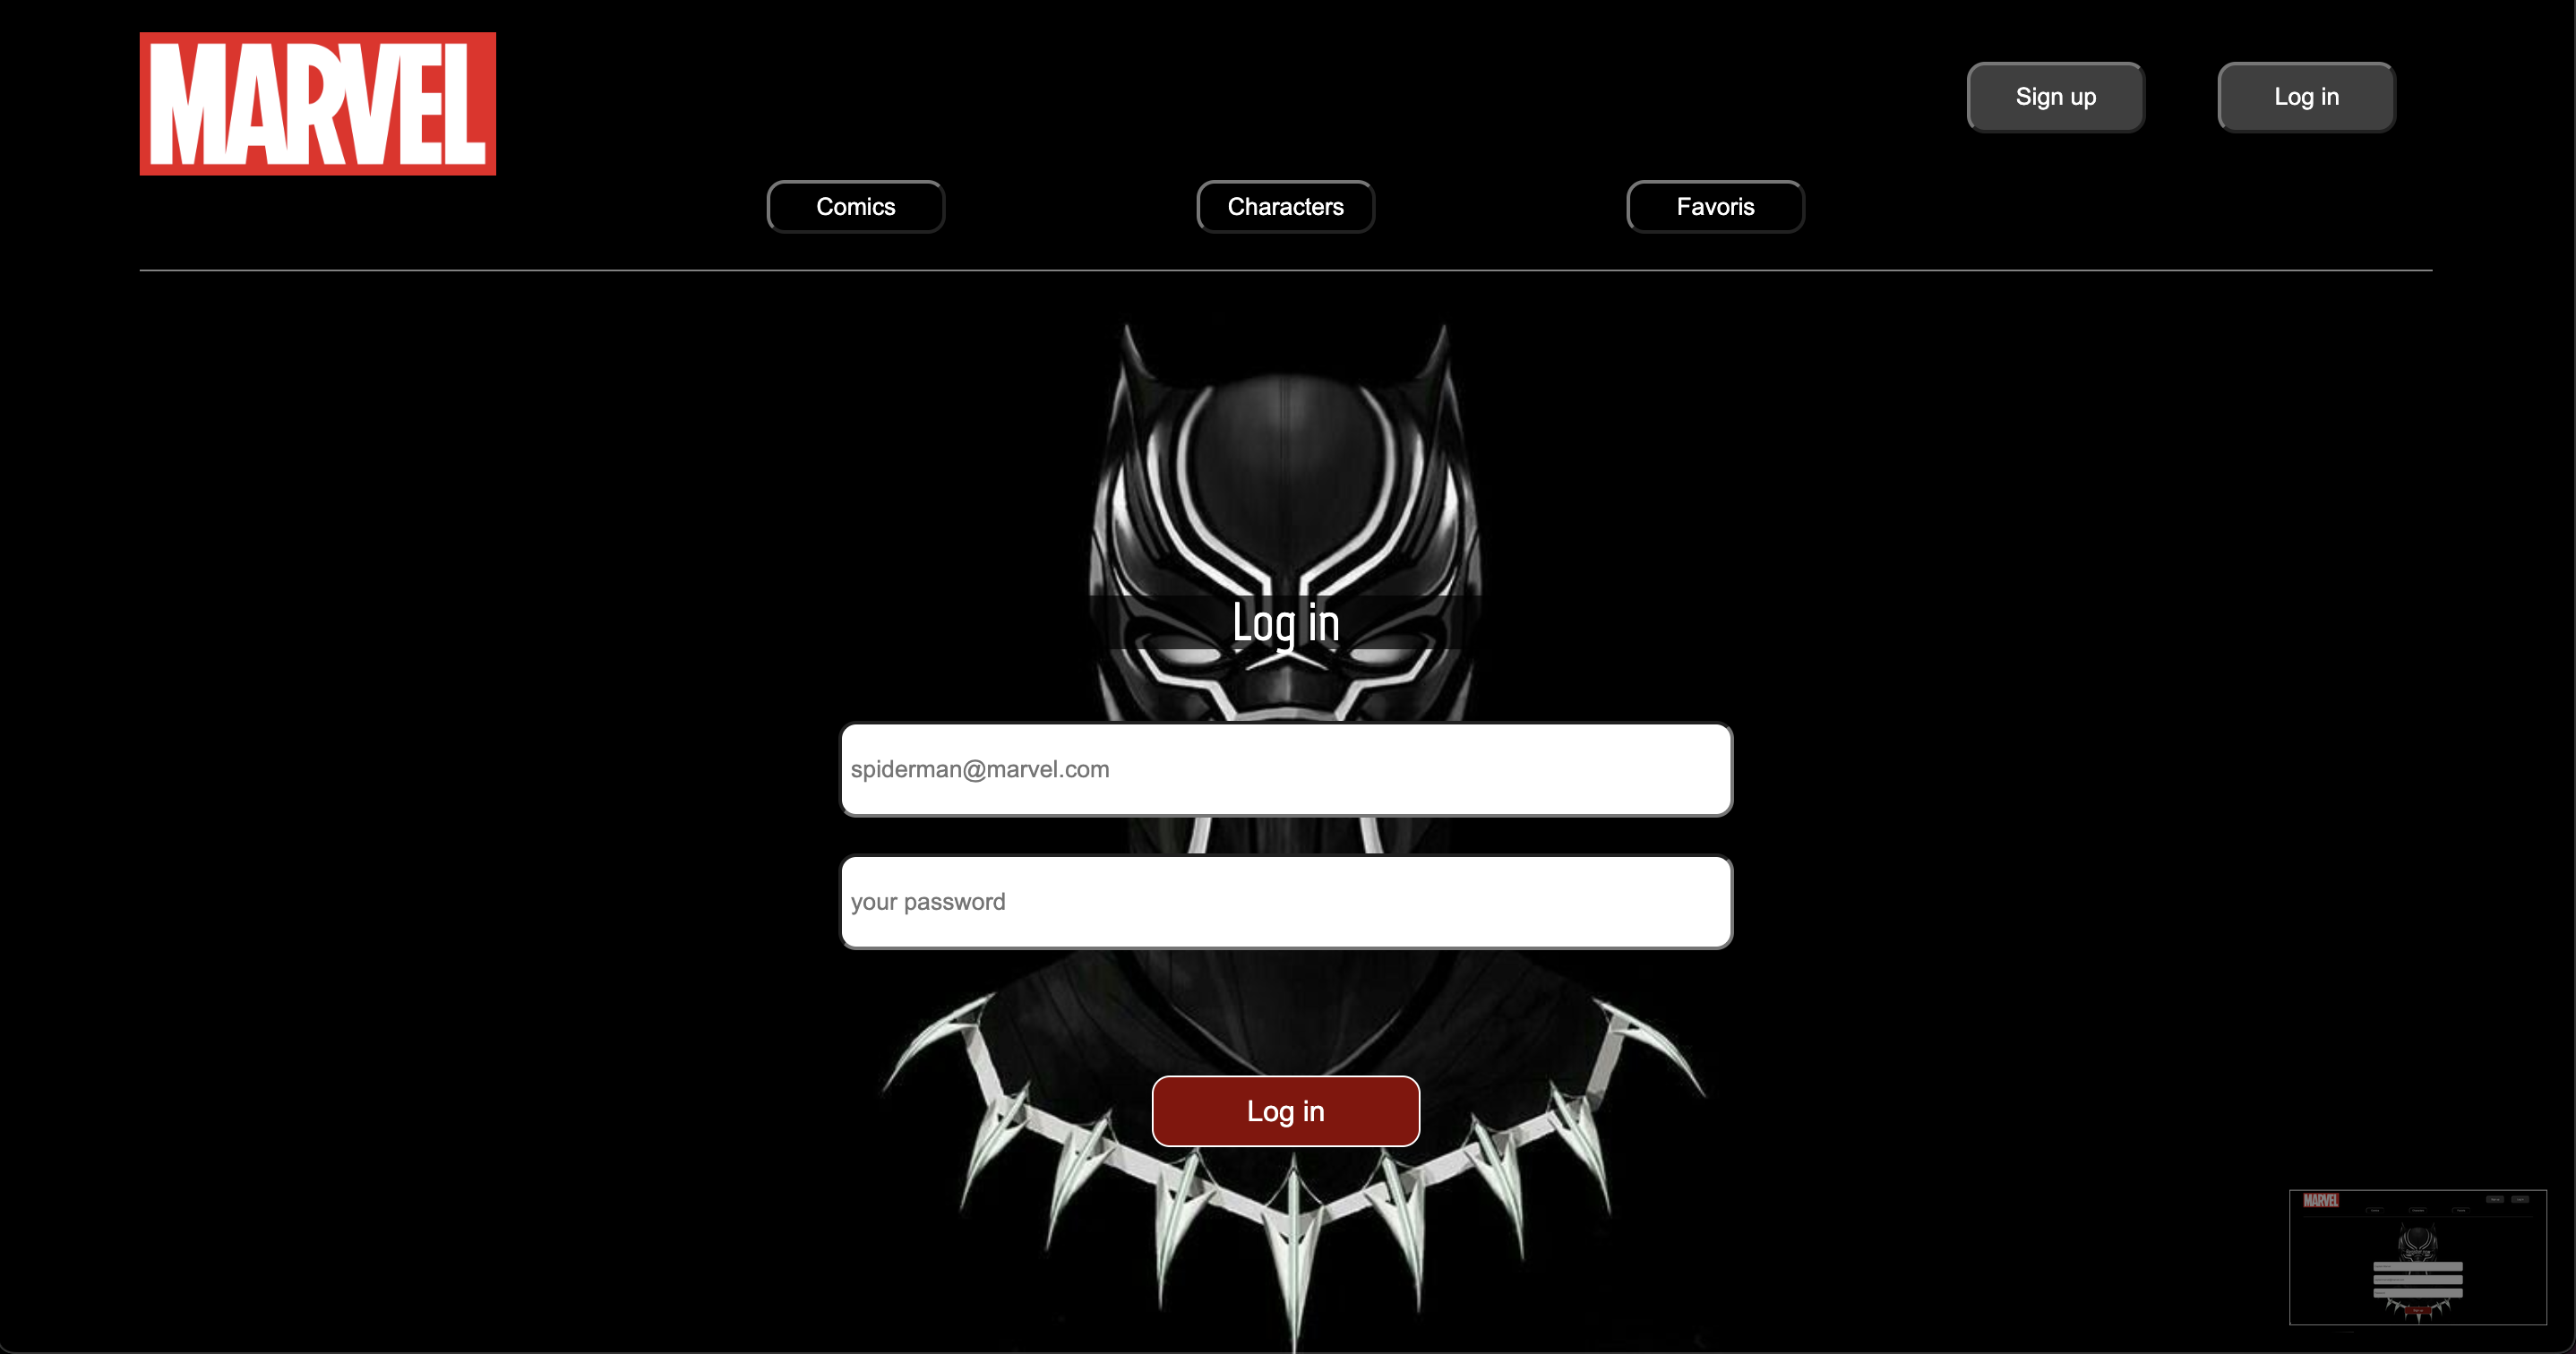 MARVEL
Sign up
Log in
Comics
Characters
Favoris
Log in
spiderman@marvel.com
your password
Log in
MARVEL